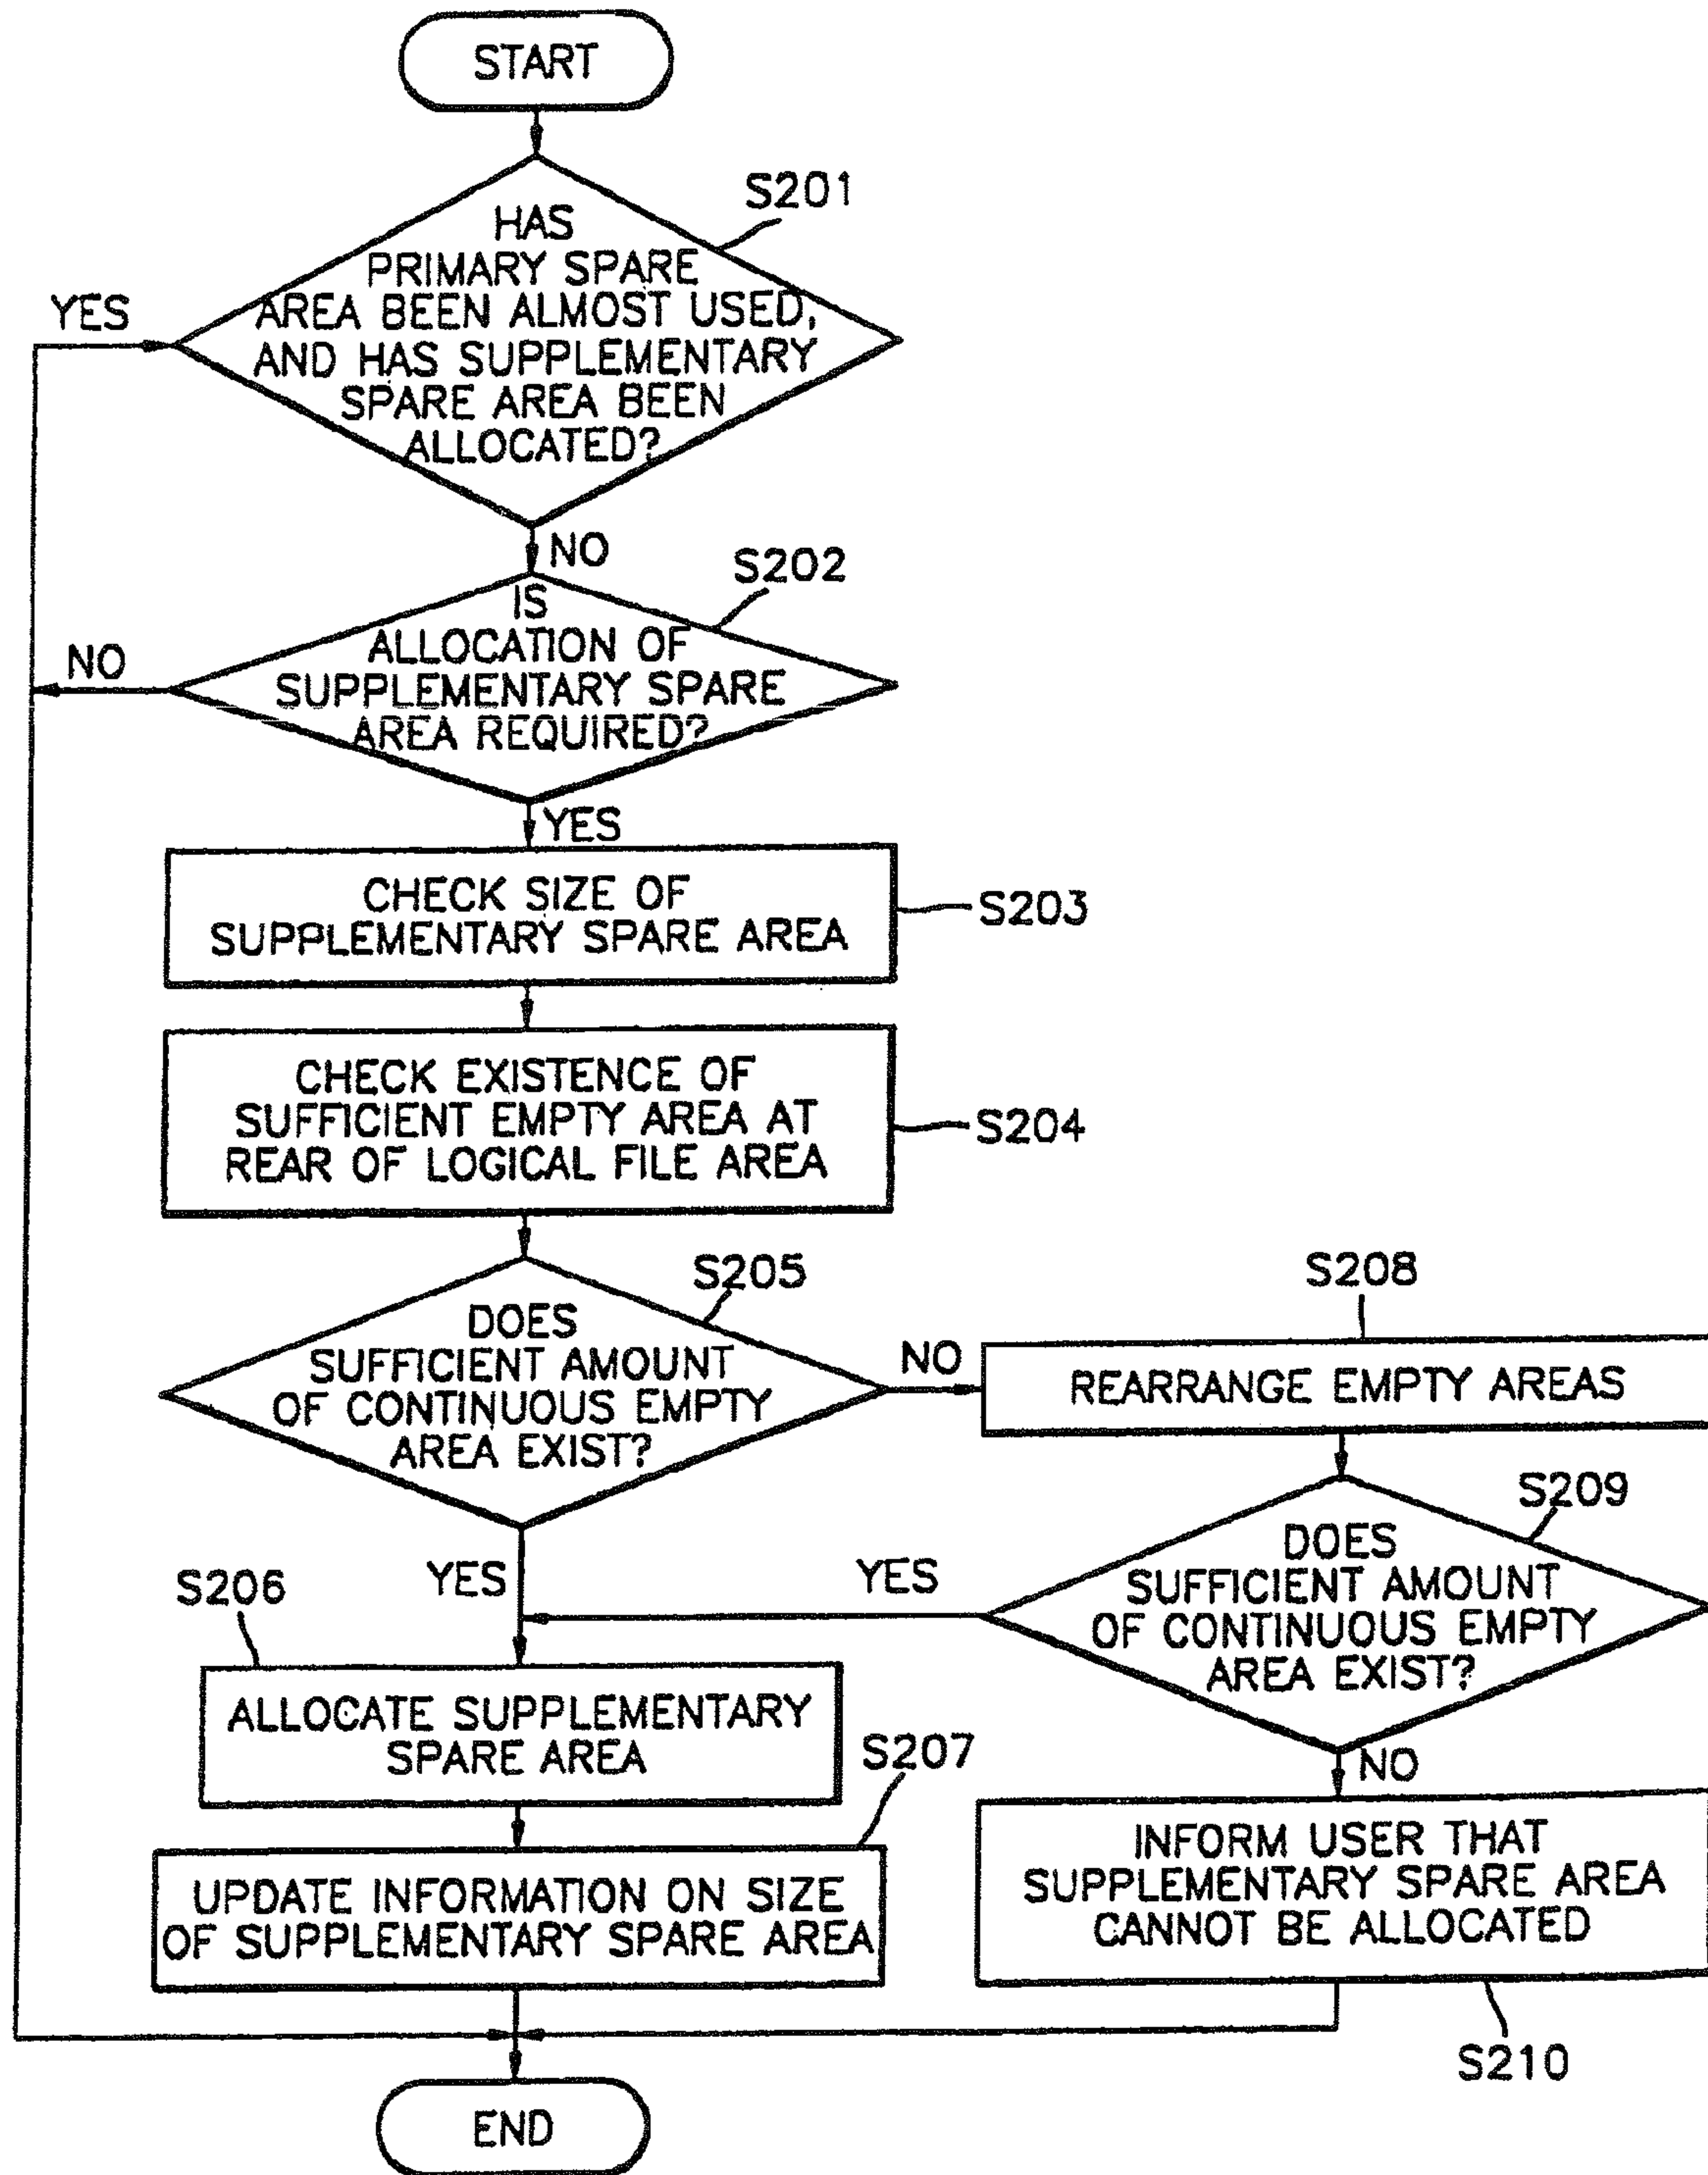 START
S201
HAS
PRIMARY SPARE
AREA BEEN ALMOST USED,
AND HAS SUPPLEMENTARY
SPARE AREA BEEN
ALLOCATED?
YES
NO
S202
IS
ALLOCATION OF
SUPPLEMENTARY SPARE
AREA REQUIRED?
NO
YES
CHECK SIZE OF
SUPPLEMENTARY SPARE AREA
S203
CHECK EXISTENCE OF
SUFFICIENT EMPTY AREA AT
REAR OF LOGICAL FILE AREA
S204
S205
DOES
SUFFICIENT AMOUNT
OF CONTINUOUS EMPTY
AREA EXIST?
NO
S208
REARRANGE EMPTY AREAS
S209
DOES
SUFFICIENT AMOUNT
OF CONTINUOUS EMPTY
AREA EXIST?
YES
YES
S206
ALLOCATE SUPPLEMENTARY
SPARE AREA
S207
UPDATE INFORMATION ON SIZE
OF SUPPLEMENTARY SPARE AREA
NO
INFORM USER THAT
SUPPLEMENTARY SPARE AREA
CANNOT BE ALLOCATED
S210
END